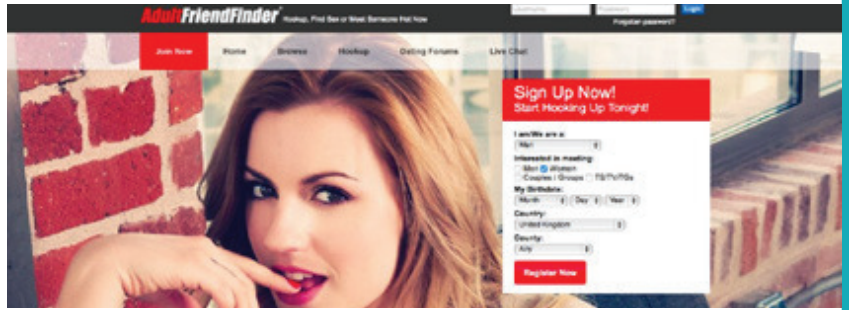 AdultFriendFinder Hookup, Find Sex or Meet Someone Hot Now
Username Password Login
Forgotten password?
Join Now Home Browse Hookup Dating Forums Live Chat
Sign Up Now!
Start Hooking Up Tonight!
I am/We are a:
Man
Interested in meeting:
Men Women
Couples / Groups TS/TV/TGs
My Birthdate:
Month Day Year
Country:
United Kingdom
County:
Any
Register Now